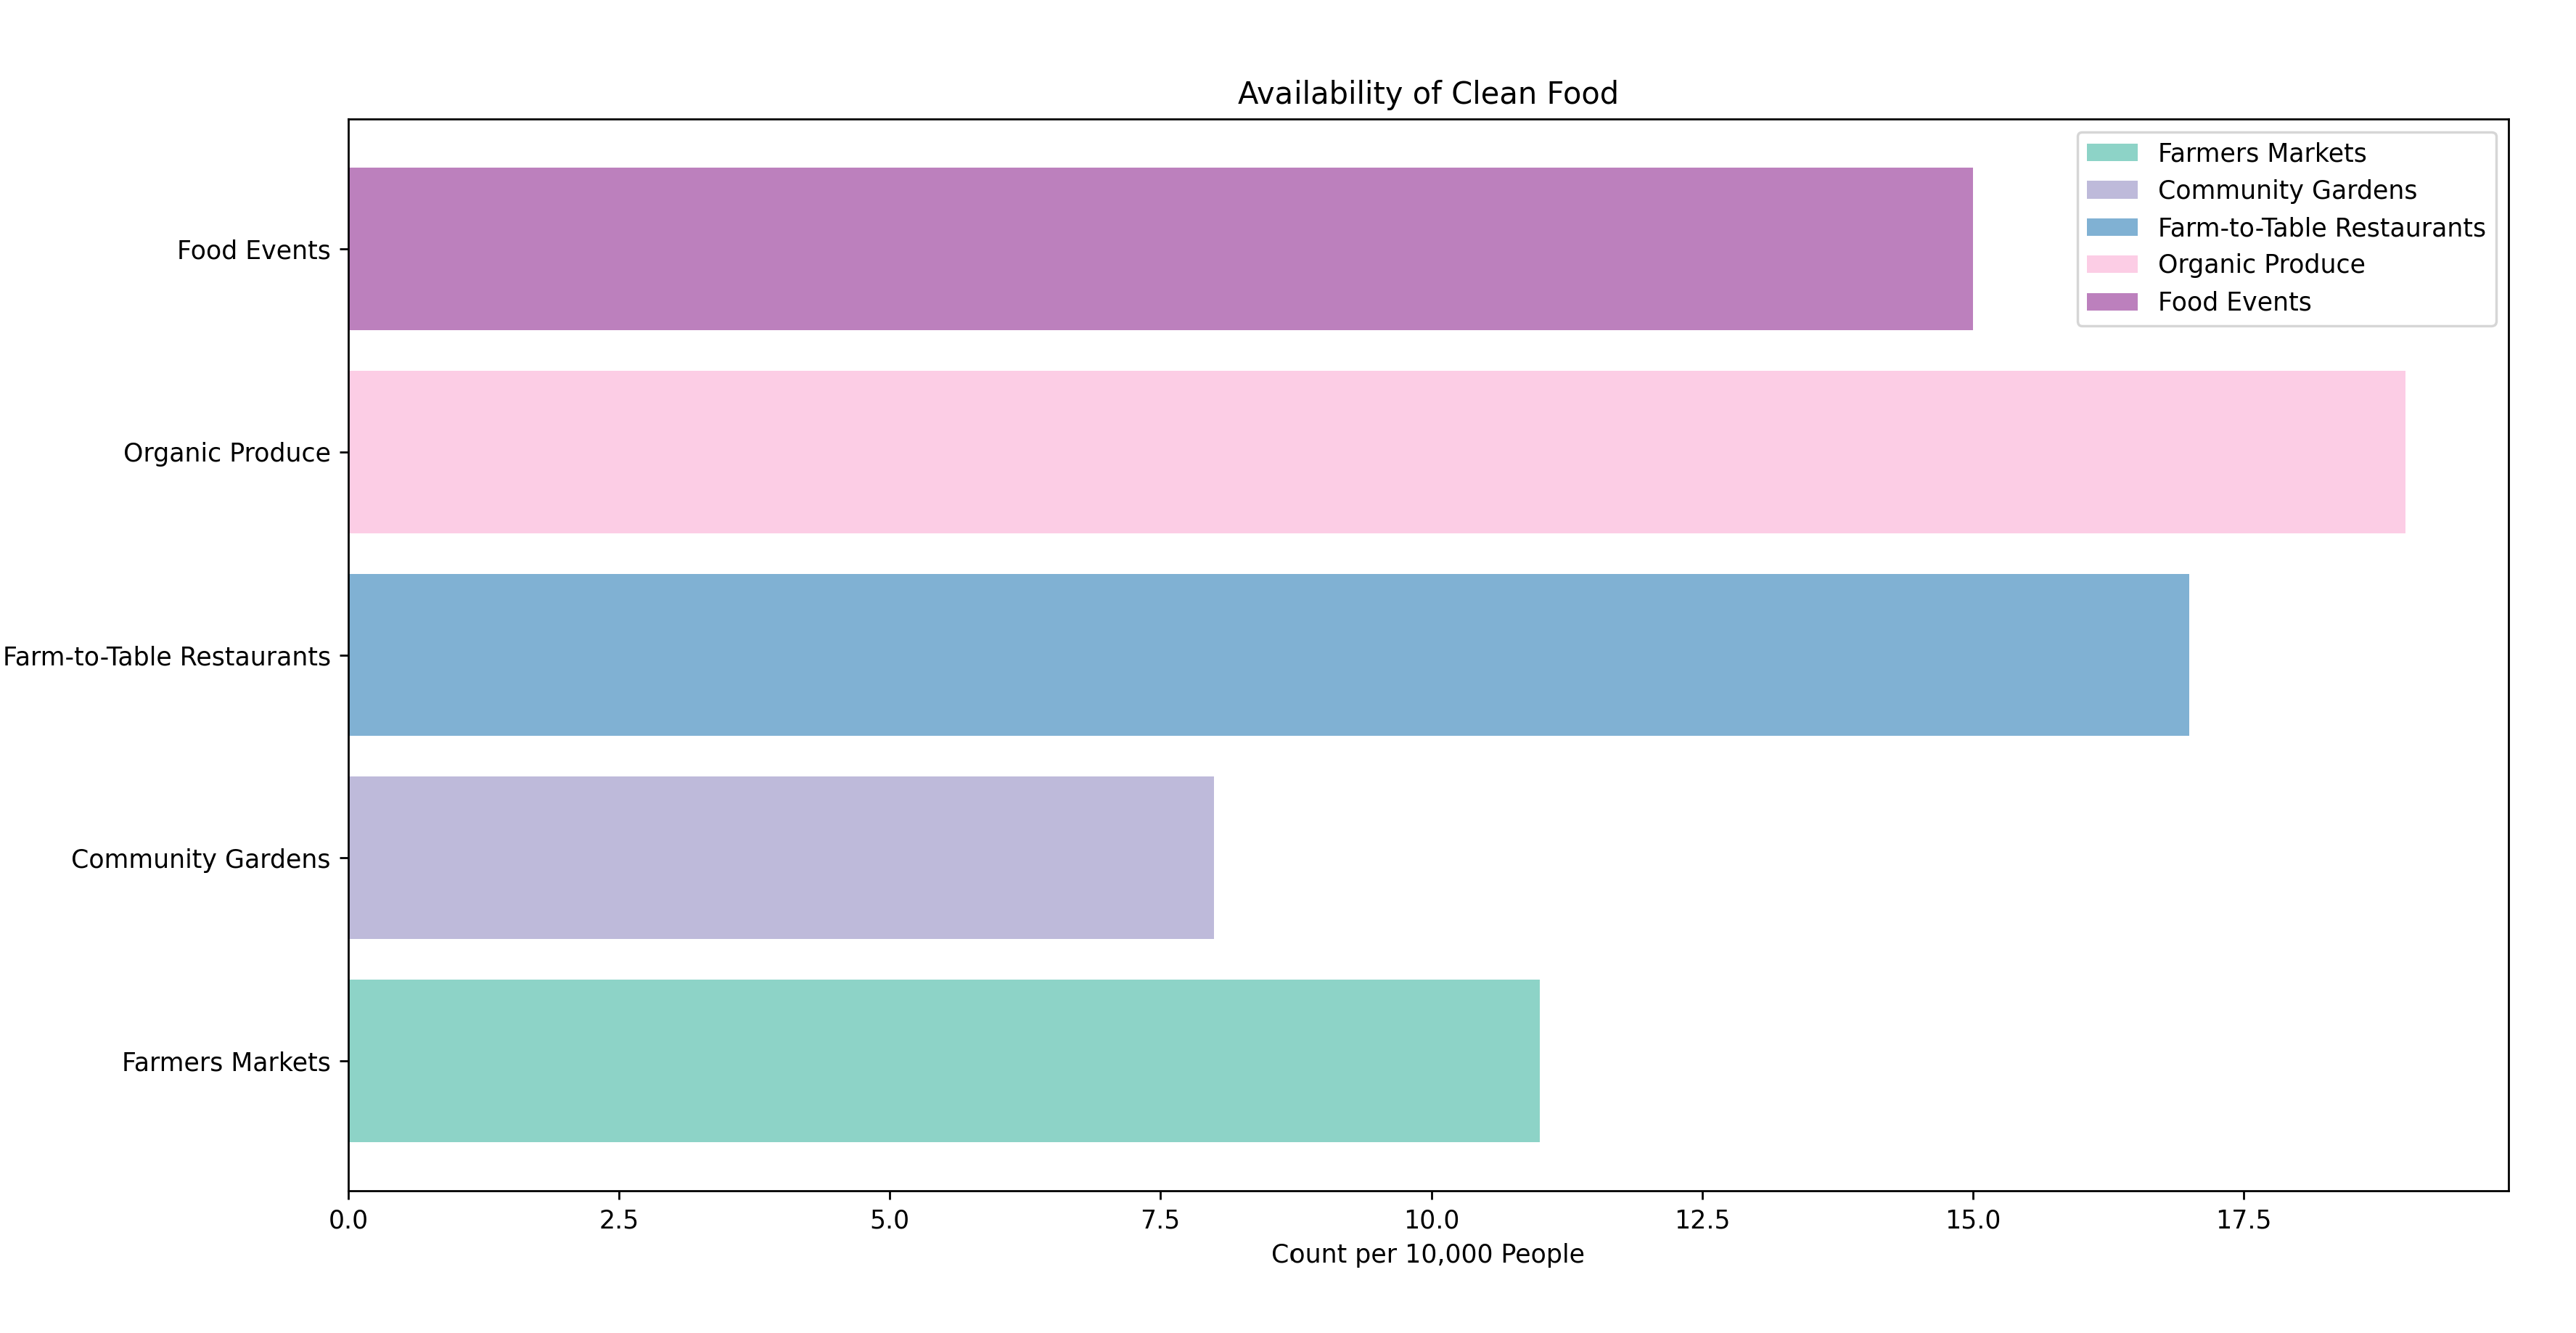 Availability of Clean Food
Farmers Markets
Community Gardens
Farm-to-Table Restaurants
Organic Produce
Food Events
Food Events
Organic Produce
Farm-to-Table Restaurants
Community Gardens
Farmers Markets
0.0 2.5 5.0 7.5 10.0 12.5 15.0 17.5
Count per 10,000 People